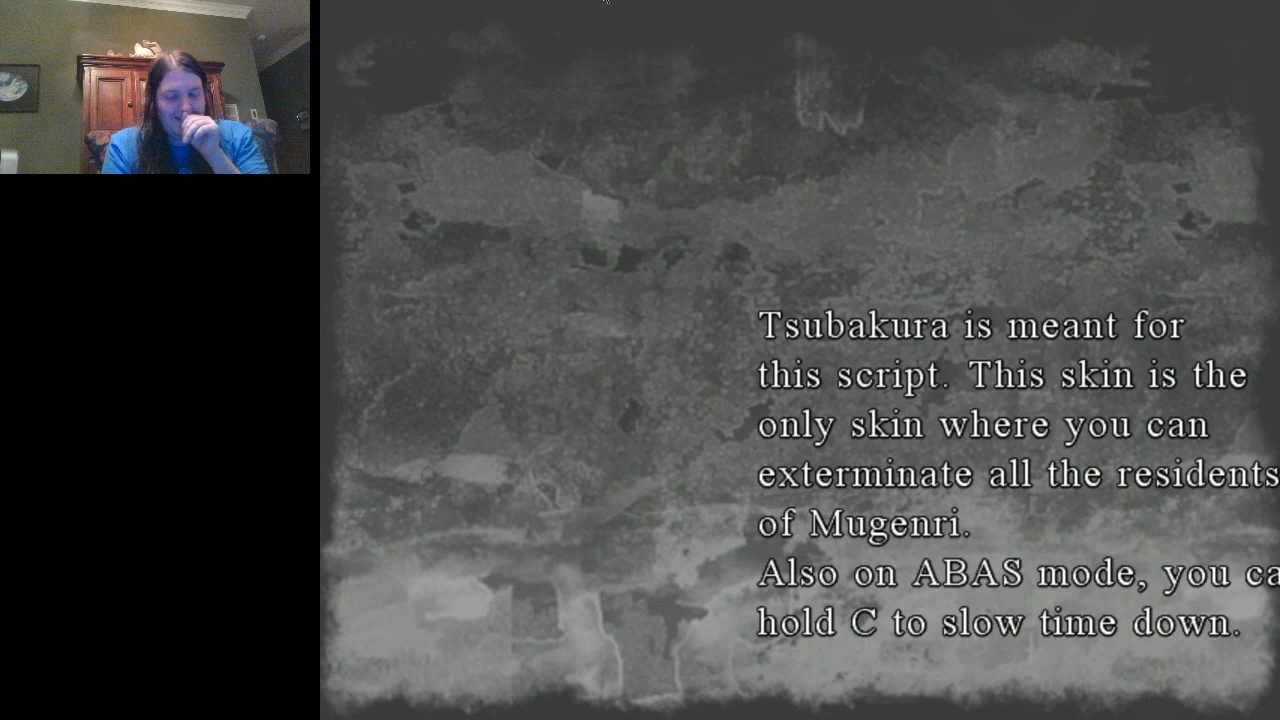 Tsubakura is meant for
this script. This skin is the
only skin where you can
exterminate all the residents
of Mugenri.
Also on ABAS mode, you ca
hold C to slow time down.